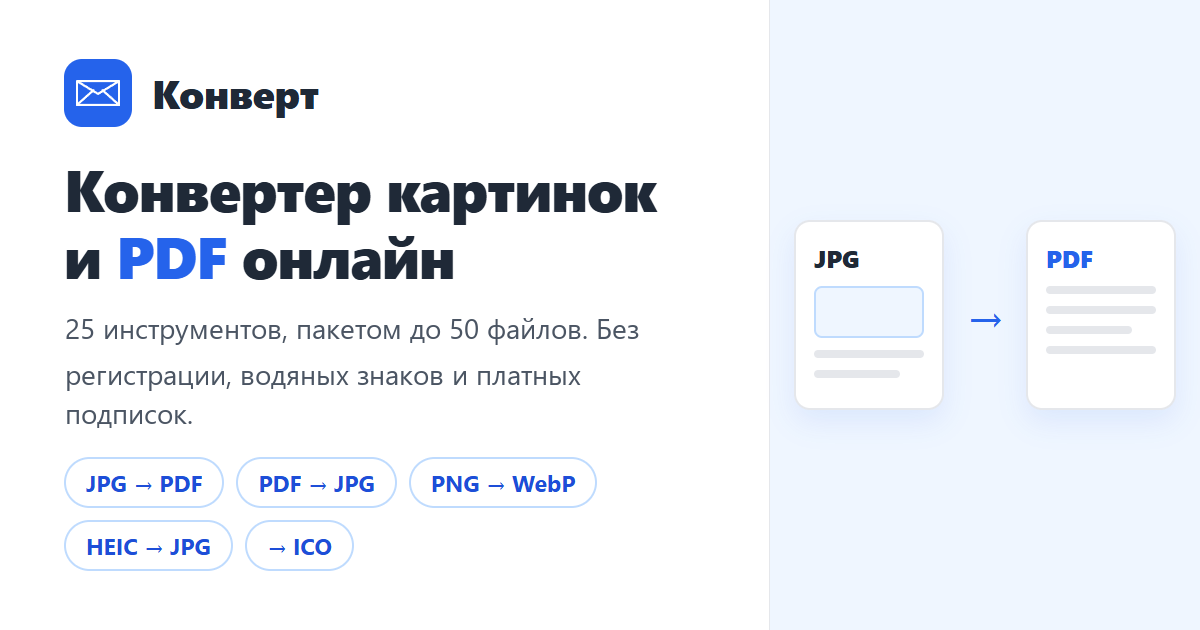 Конверт
Конвертер картинок
и PDF онлайн
25 инструментов, пакетом до 50 файлов. Без
регистрации, водяных знаков и платных
подписок.
JPG → PDF
PDF → JPG
PNG → WebP
HEIC → JPG
→ ICO
JPG
→
PDF